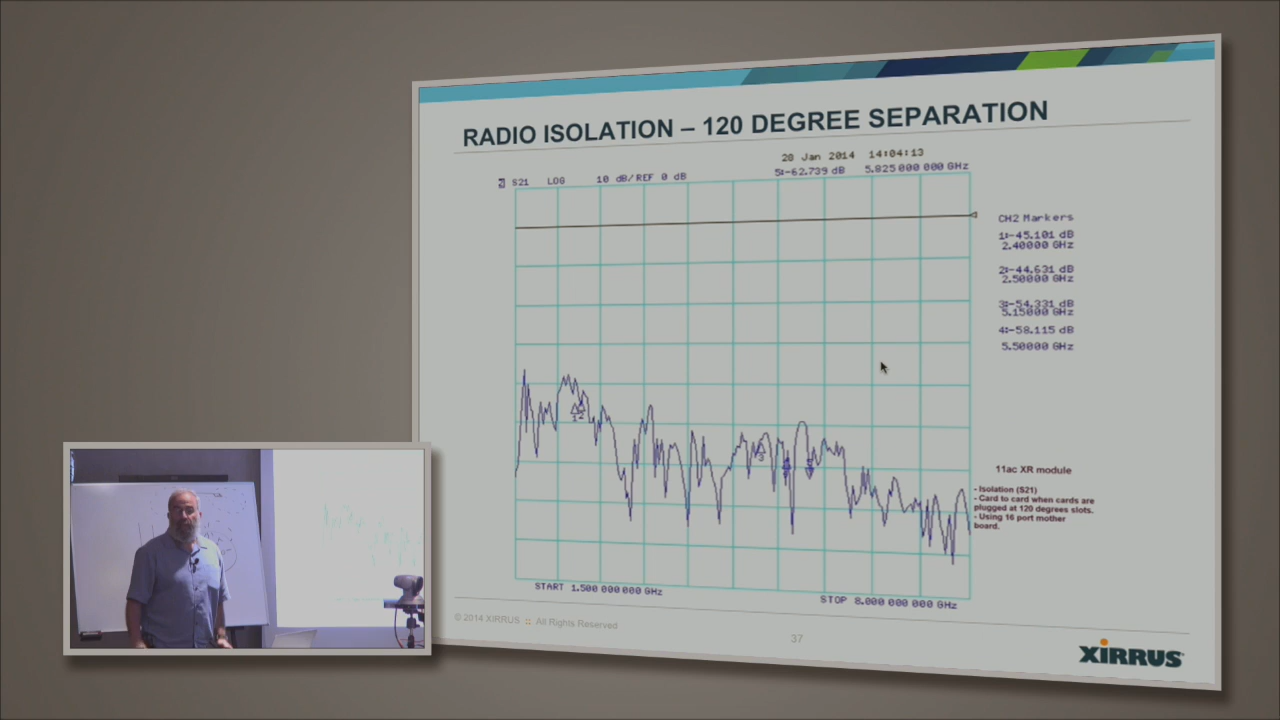 RADIO ISOLATION – 120 DEGREE SEPARATION
28 Jan 2014 14:04:13
2 S21 LOG 10 dB/REF 0 dB 5:-62.739 dB 5.825 000 000 GHz
CH2 Markers
1:-45.101 dB
2.40000 GHz
2:-44.631 dB
2.50000 GHz
3:-54.331 dB
5.15000 GHz
4:-58.115 dB
5.50000 GHz
1 2
3
11ac XR module
- Isolation (S21)
- Card to card when cards are
plugged at 120 degrees slots.
- Using 16 port mother
board.
START 1.500 000 000 GHz
STOP 8.000 000 000 GHz
© 2014 XIRRUS :: All Rights Reserved
37
XIRRUS